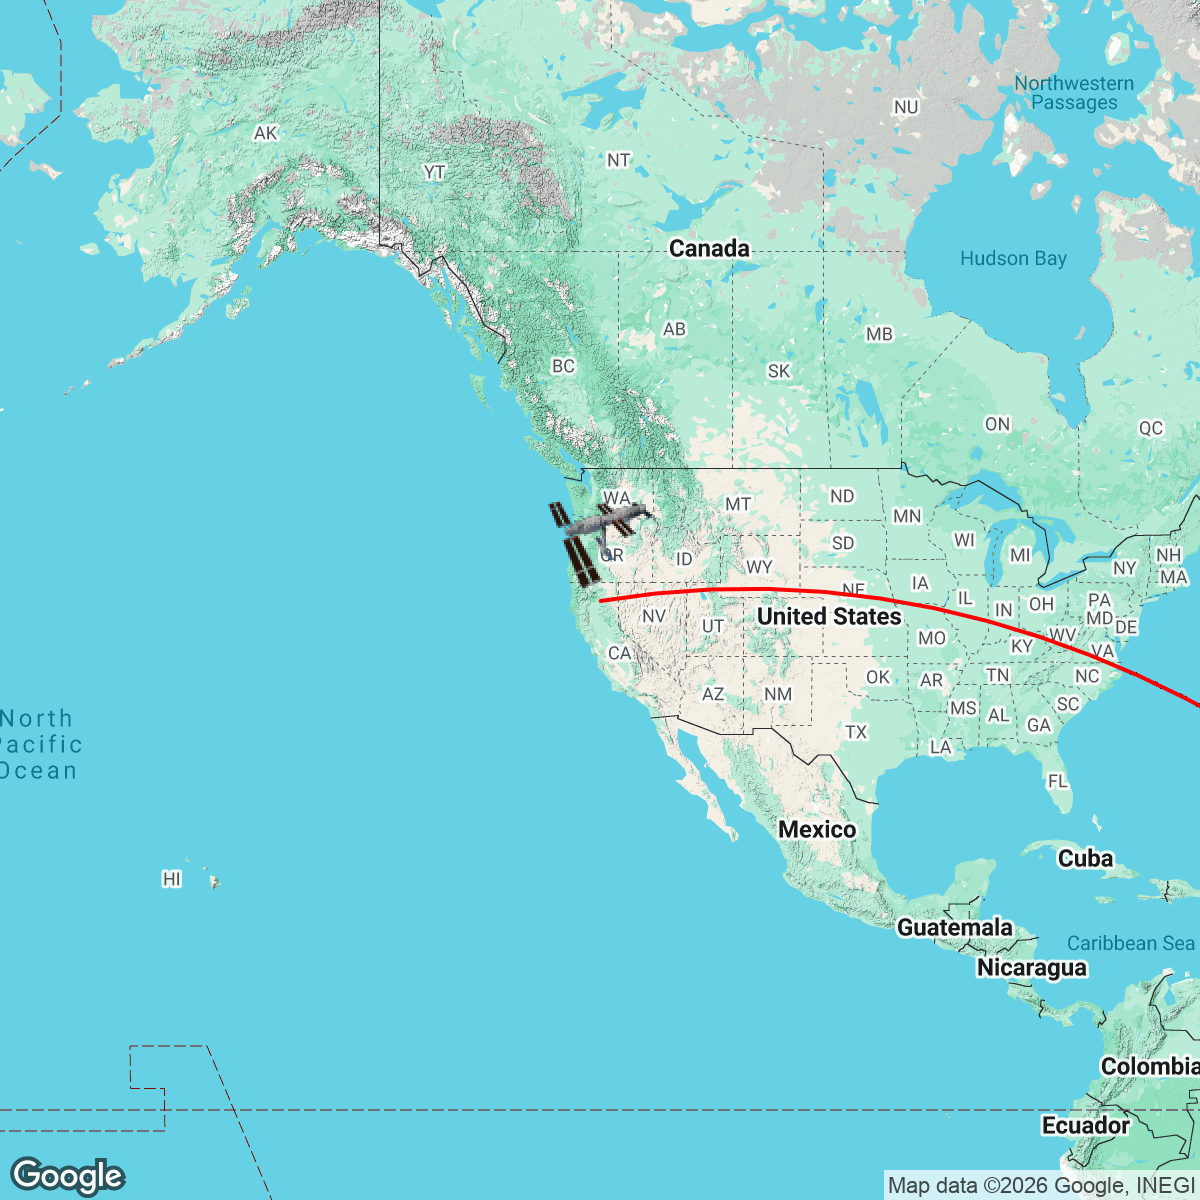 Northwestern
Passages
NU
AK
NT
YT
Canada
Hudson Bay
AB
MB
BC
SK
ON
QC
WA
MT
ND
MN
WI
MI
SD
OR
ID
WY
NY
NH
MA
NE
IA
IL
IN
OH
PA
MD
DE
NV
UT
United States
MO
KY
WV
VA
CA
OK
AR
TN
NC
AZ
NM
MS
AL
SC
GA
TX
LA
FL
North
Pacific
Ocean
Mexico
Cuba
HI
Guatemala
Caribbean Sea
Nicaragua
Colombia
Ecuador
Google
Map data ©2026 Google, INEGI